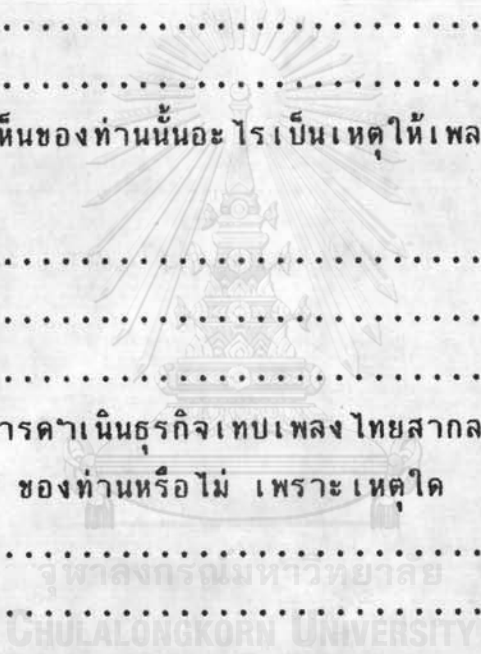 ................................
................................
ห็นของท่านนั้นอะไรเป็นเหตุให้เพล
................................
................................
................................
ารดำเนินธุรกิจเทปเพลงไทยสากล
ของท่านหรือไม่ เพราะเหตุใด
................................
จุฬาลงกรณ์มหาวิทยาลัย
................................
CHULALONGKORN UNIVERSITY